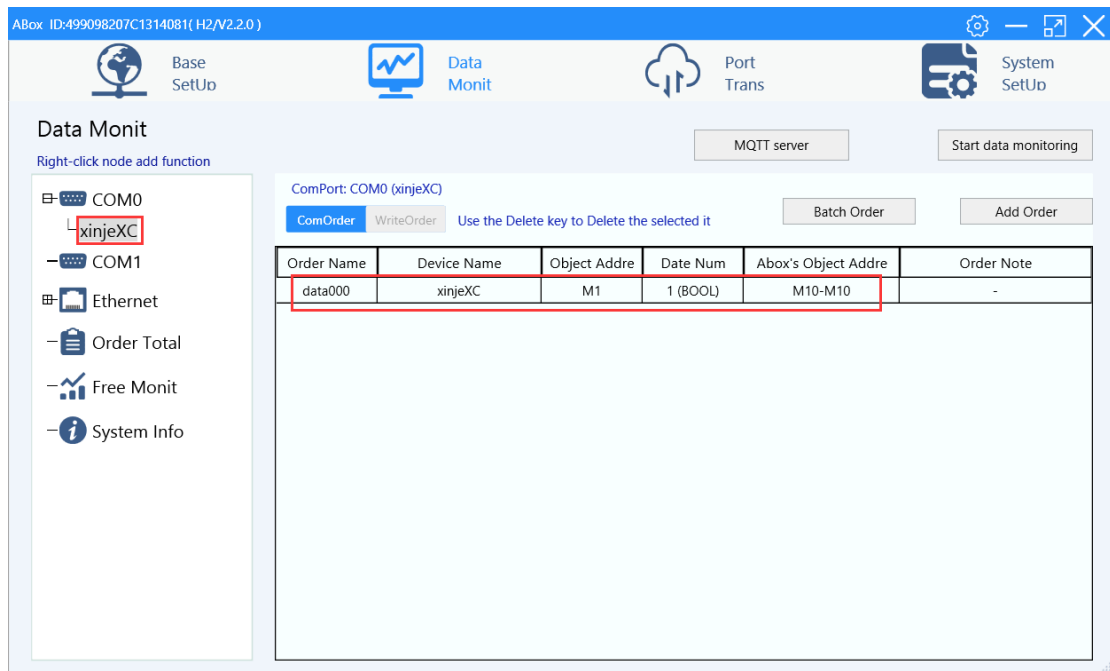 ABox ID:499098207C1314081( H2/V2.2.0 )
Base
SetUp
Data
Monit
Port
Trans
System
SetUp
Data Monit
Right-click node add function
MQTT server
Start data monitoring
COM0
xinjeXC
COM1
Ethernet
Order Total
Free Monit
System Info
ComPort: COM0 (xinjeXC)
ComOrder WriteOrder Use the Delete key to Delete the selected it
Batch Order
Add Order
Order Name Device Name Object Addre Date Num Abox's Object Addre Order Note
data000 xinjeXC M1 1 (BOOL) M10-M10 -